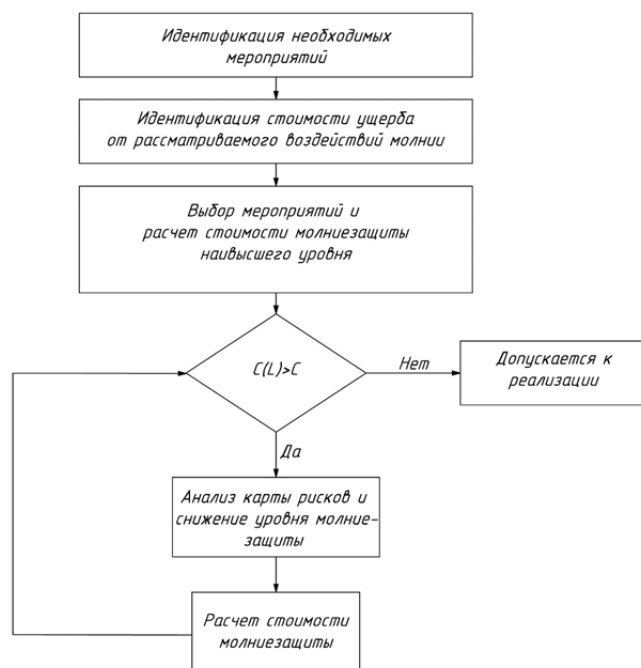 Идентификация необходимых
мероприятий
Идентификация стоимости ущерба
от рассматриваемого воздействий молнии
Выбор мероприятий и
расчет стоимости молниезащиты
наивысшего уровня
C(L)>C
Нет
Допускается к
реализации
Да
Анализ карты рисков и
снижение уровня молние-
защиты
Расчет стоимости
молниезащиты